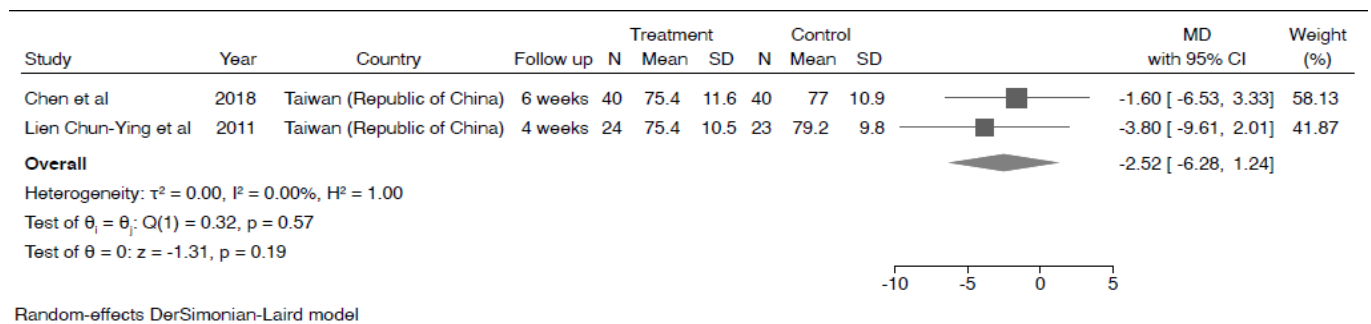 Treatment Control MD Weight
Study Year Country Follow up N Mean SD N Mean SD with 95% CI (%)
Chen et al 2018 Taiwan (Republic of China) 6 weeks 40 75.4 11.6 40 77 10.9 -1.60 [ -6.53, 3.33] 58.13
Lien Chun-Ying et al 2011 Taiwan (Republic of China) 4 weeks 24 75.4 10.5 23 79.2 9.8 -3.80 [ -9.61, 2.01] 41.87
Overall -2.52 [ -6.28, 1.24]
Heterogeneity: τ² = 0.00, I² = 0.00%, H² = 1.00
Test of θᵢ = θⱼ: Q(1) = 0.32, p = 0.57
Test of θ = 0: z = -1.31, p = 0.19
-10 -5 0 5
Random-effects DerSimonian-Laird model